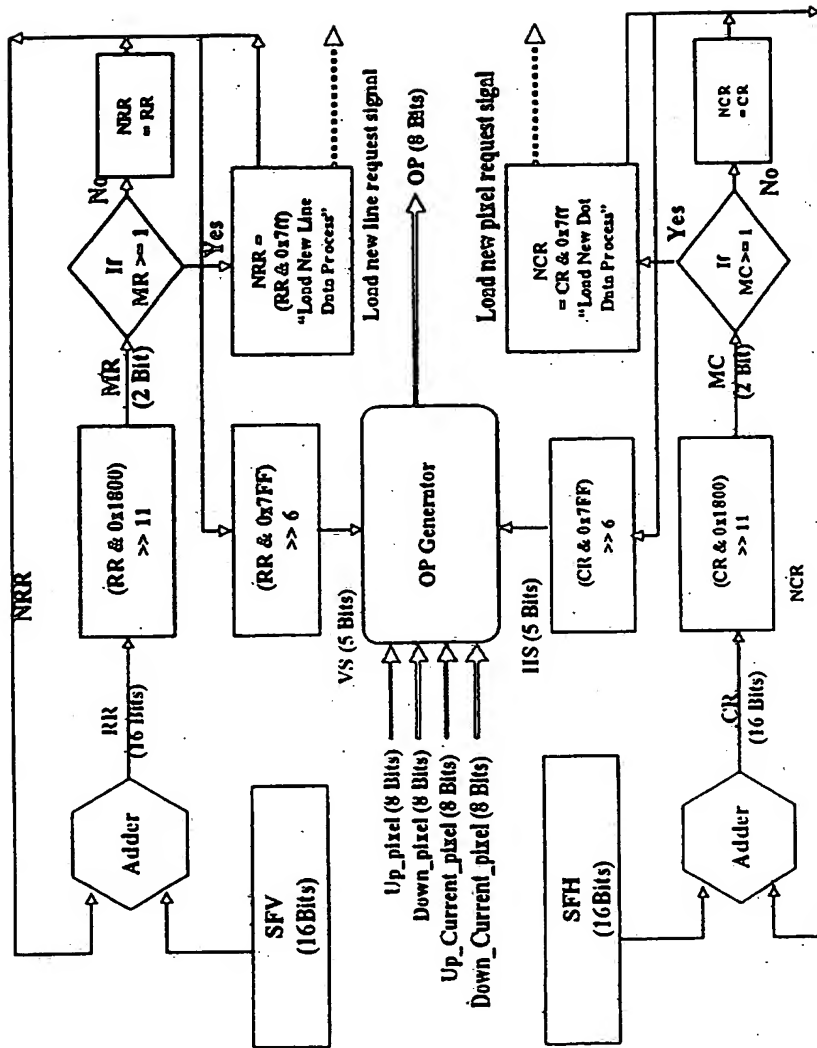 NRR
SFV
(16Bits)
Adder
RR
(16 Bits)
(RR & 0x1800)
>> 11
MR
(2 Bit)
If
MR >= 1
No
NRR
= RR
Yes
NRR =
(RR & 0x7ff)
"Load New Line
Data Process"
Load new line request signal
(RR & 0x7FF)
>> 6
VS (5 Bits)
Up_pixel (8 Bits)
Down_pixel (8 Bits)
Up_Current_pixel (8 Bits)
Down_Current_pixel (8 Bits)
OP Generator
OP (8 Bits)
HS (5 Bits)
(CR & 0x7FF)
>> 6
Load new pixel request sigal
NCR
= CR & 0x7ff
"Load New Dot
Data Process"
Yes
SFH
(16Bits)
Adder
CR
(16 Bits)
(CR & 0x1800)
>> 11
MC
(2 Bit)
If
MC >= 1
No
NCR
= CR
NCR